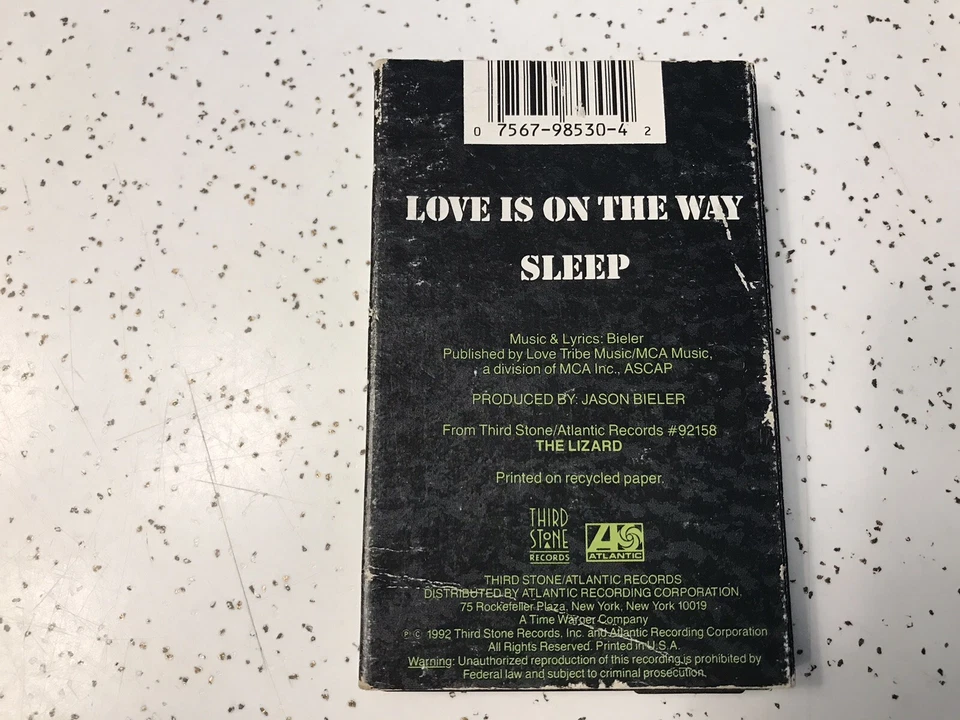 0 7567-98530-4 2
LOVE IS ON THE WAY
SLEEP
Music & Lyrics: Bieler
Published by Love Tribe Music/MCA Music,
a division of MCA Inc., ASCAP
PRODUCED BY: JASON BIELER
From Third Stone/Atlantic Records #92158
THE LIZARD
Printed on recycled paper.
THIRD
STONE
RECORDS
ATLANTIC
THIRD STONE/ATLANTIC RECORDS
DISTRIBUTED BY ATLANTIC RECORDING CORPORATION.
75 Rockefeller Plaza, New York, New York 10019
A Time Warner Company
℗ © 1992 Third Stone Records, Inc. and Atlantic Recording Corporation
All Rights Reserved. Printed in U.S.A.
Warning: Unauthorized reproduction of this recording is prohibited by
Federal law and subject to criminal prosecution.